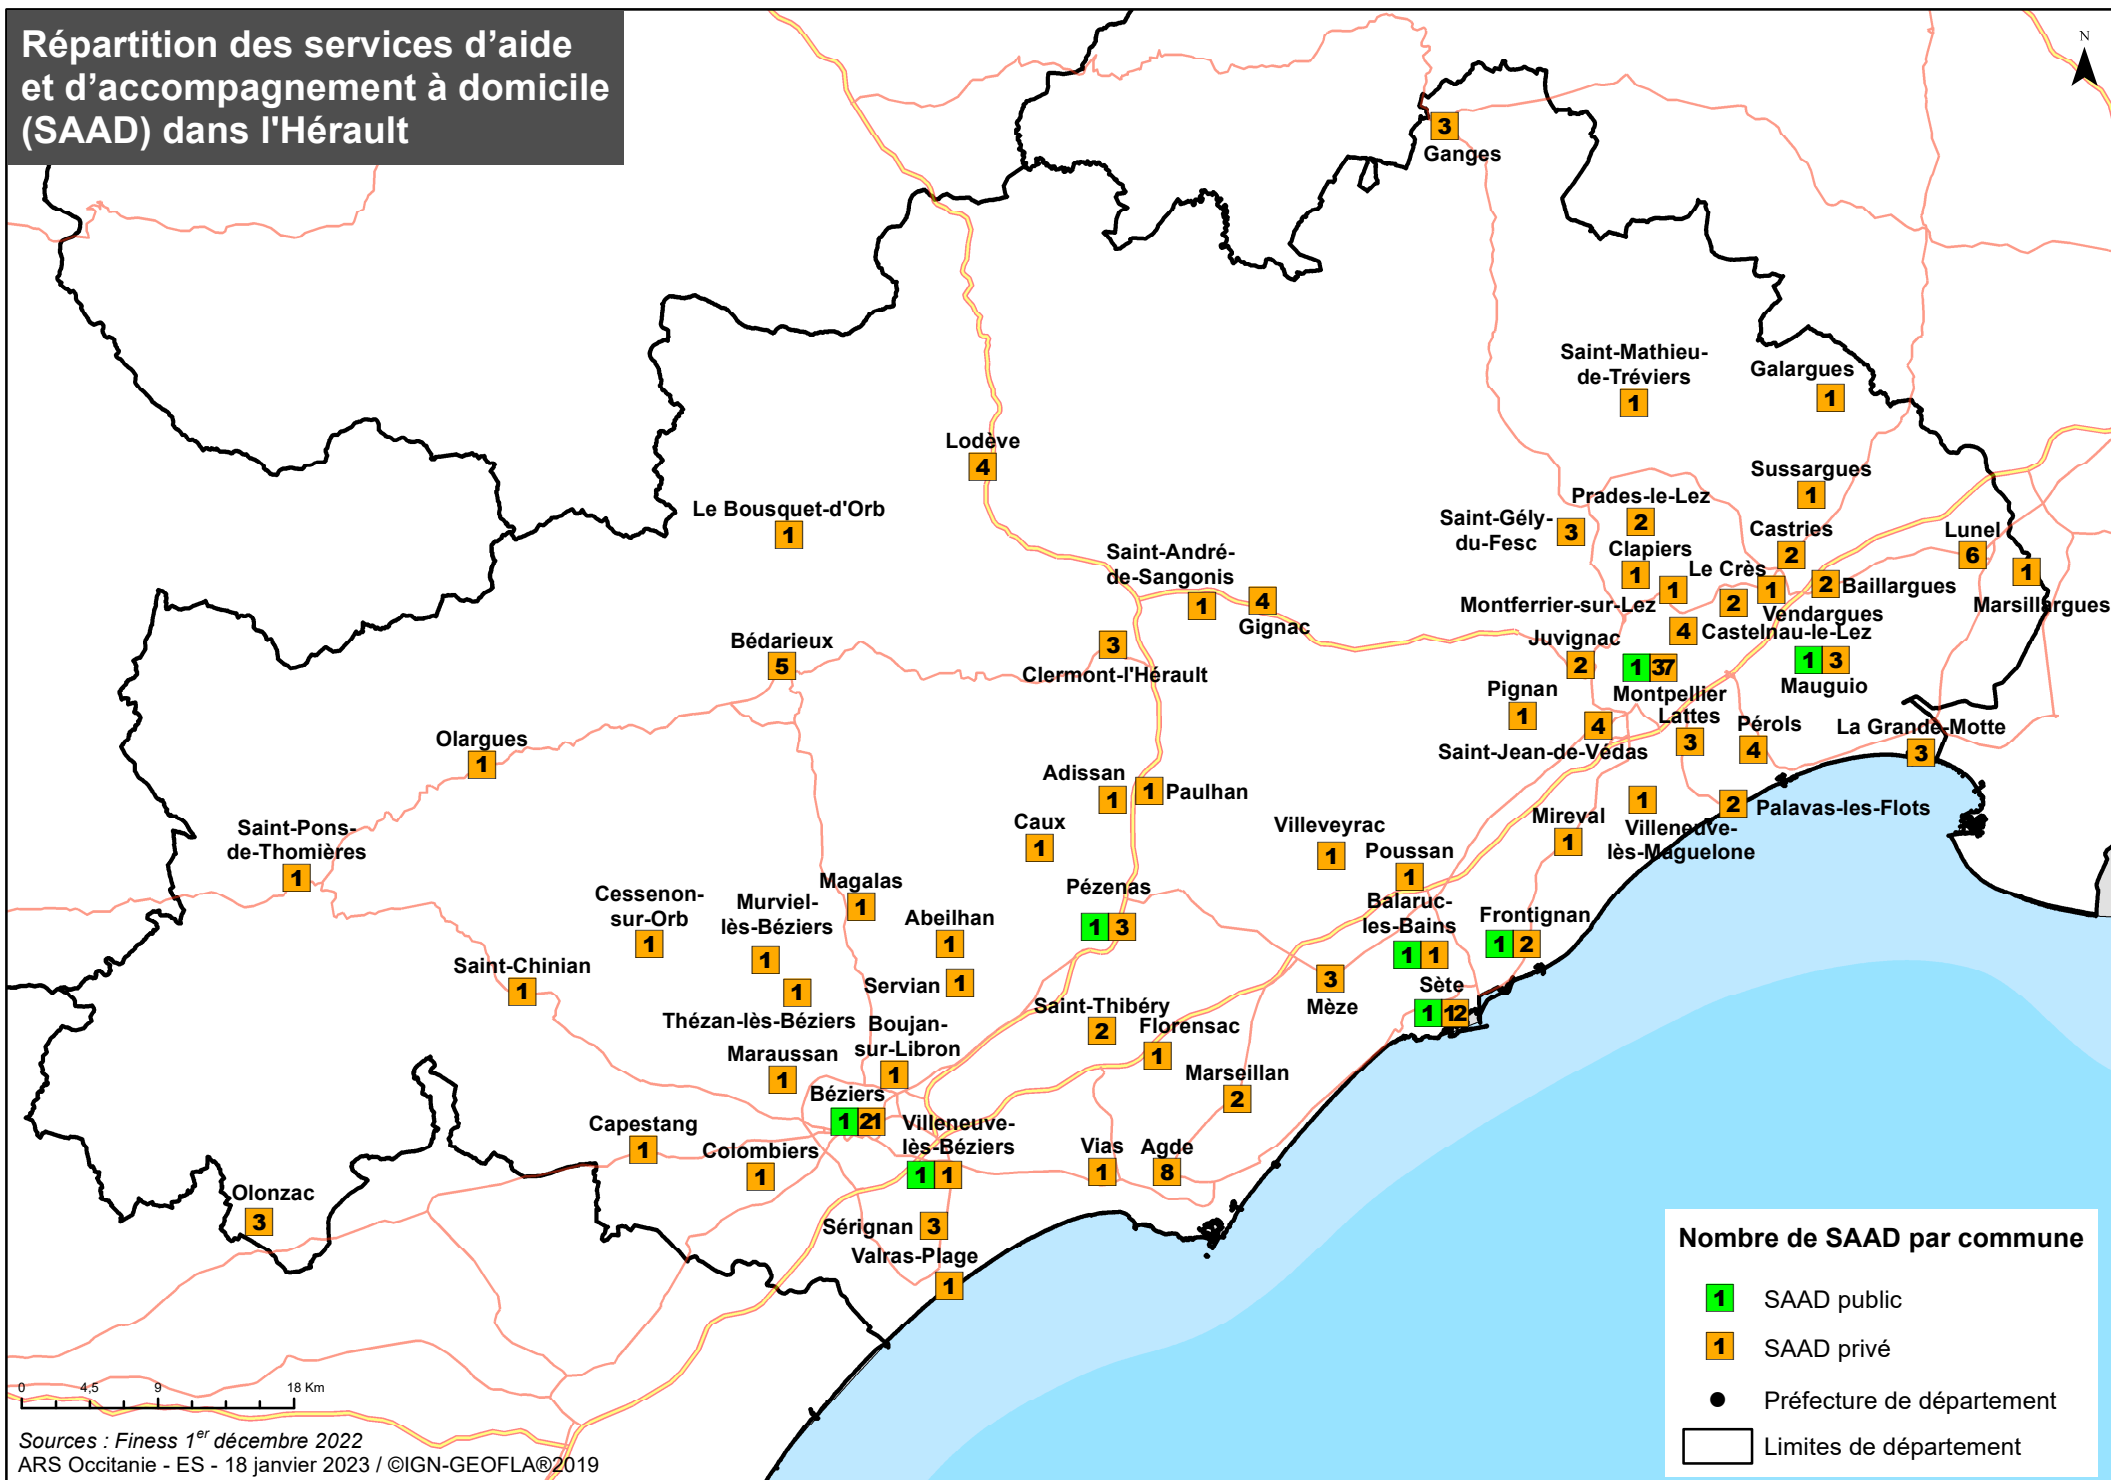 Répartition des services d’aide
et d’accompagnement à domicile
(SAAD) dans l'Hérault
N
3
Ganges
Saint-Mathieu-
de-Tréviers
1
Galargues
1
Lodève
4
Sussargues
1
Le Bousquet-d'Orb
1
Prades-le-Lez
2
Saint-Gély-
du-Fesc
3
Castries
2
Lunel
6
Clapiers
1
Saint-André-
de-Sangonis
1
4
Gignac
Le Crès
2
1
Montferrier-sur-Lez
1
Vendargues
2
Baillargues
1
Marsillargues
4
Castelnau-le-Lez
Juvignac
2
1 37
Montpellier
1 3
Mauguio
Bédarieux
5
3
Clermont-l'Hérault
Pignan
1
4
Saint-Jean-de-Védas
Lattes
3
Pérols
4
La Grande-Motte
3
Olargues
1
Adissan
1
1
Paulhan
1
Villeneuve-
lès-Maguelone
2
Palavas-les-Flots
Mireval
1
Caux
1
Villeveyrac
1
Poussan
1
Saint-Pons-
de-Thomières
1
Cessenon-
sur-Orb
1
Murviel-
lès-Béziers
1
Magalas
1
Abeilhan
1
Pézenas
1 3
Balaruc-
les-Bains
1 1
Frontignan
1 2
Saint-Chinian
1
1
Thézan-lès-Béziers
Servian
1
3
Mèze
Sète
1 12
Saint-Thibéry
2
Florensac
1
Boujan-
sur-Libron
1
Maraussan
1
Marseillan
2
Béziers
1 21
Villeneuve-
lès-Béziers
1 1
Capestang
1
Colombiers
1
Vias
1
Agde
8
Olonzac
3
Sérignan
3
Valras-Plage
1
Nombre de SAAD par commune
1 SAAD public
1 SAAD privé
Préfecture de département
Limites de département
0 4,5 9 18 Km
Sources : Finess 1er décembre 2022
ARS Occitanie - ES - 18 janvier 2023 / ©IGN-GEOFLA®2019